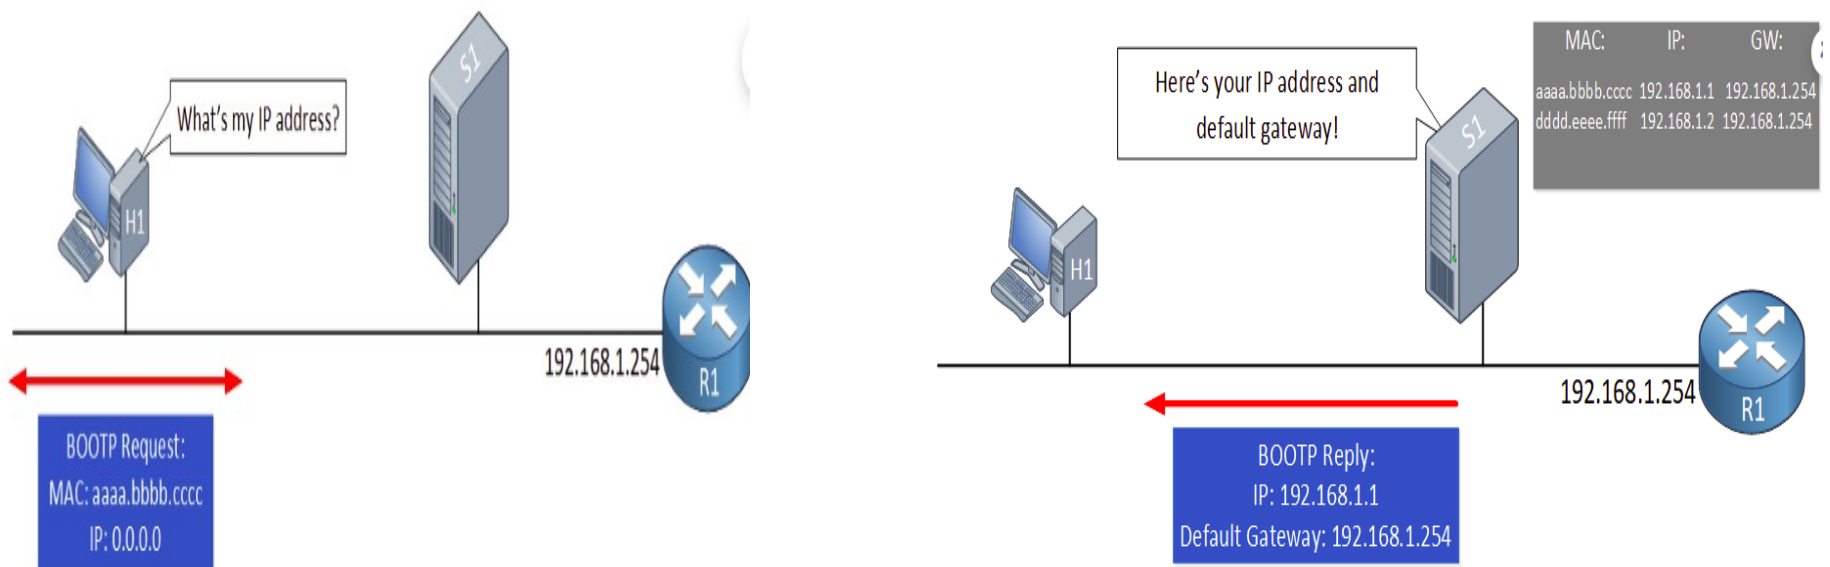 What's my IP address?
S1
H1
192.168.1.254
R1
BOOTP Request:
MAC: aaaa.bbbb.cccc
IP: 0.0.0.0
Here's your IP address and
default gateway!
S1
MAC: IP: GW:
aaaa.bbbb.cccc 192.168.1.1 192.168.1.254
dddd.eeee.ffff 192.168.1.2 192.168.1.254
H1
192.168.1.254
R1
BOOTP Reply:
IP: 192.168.1.1
Default Gateway: 192.168.1.254